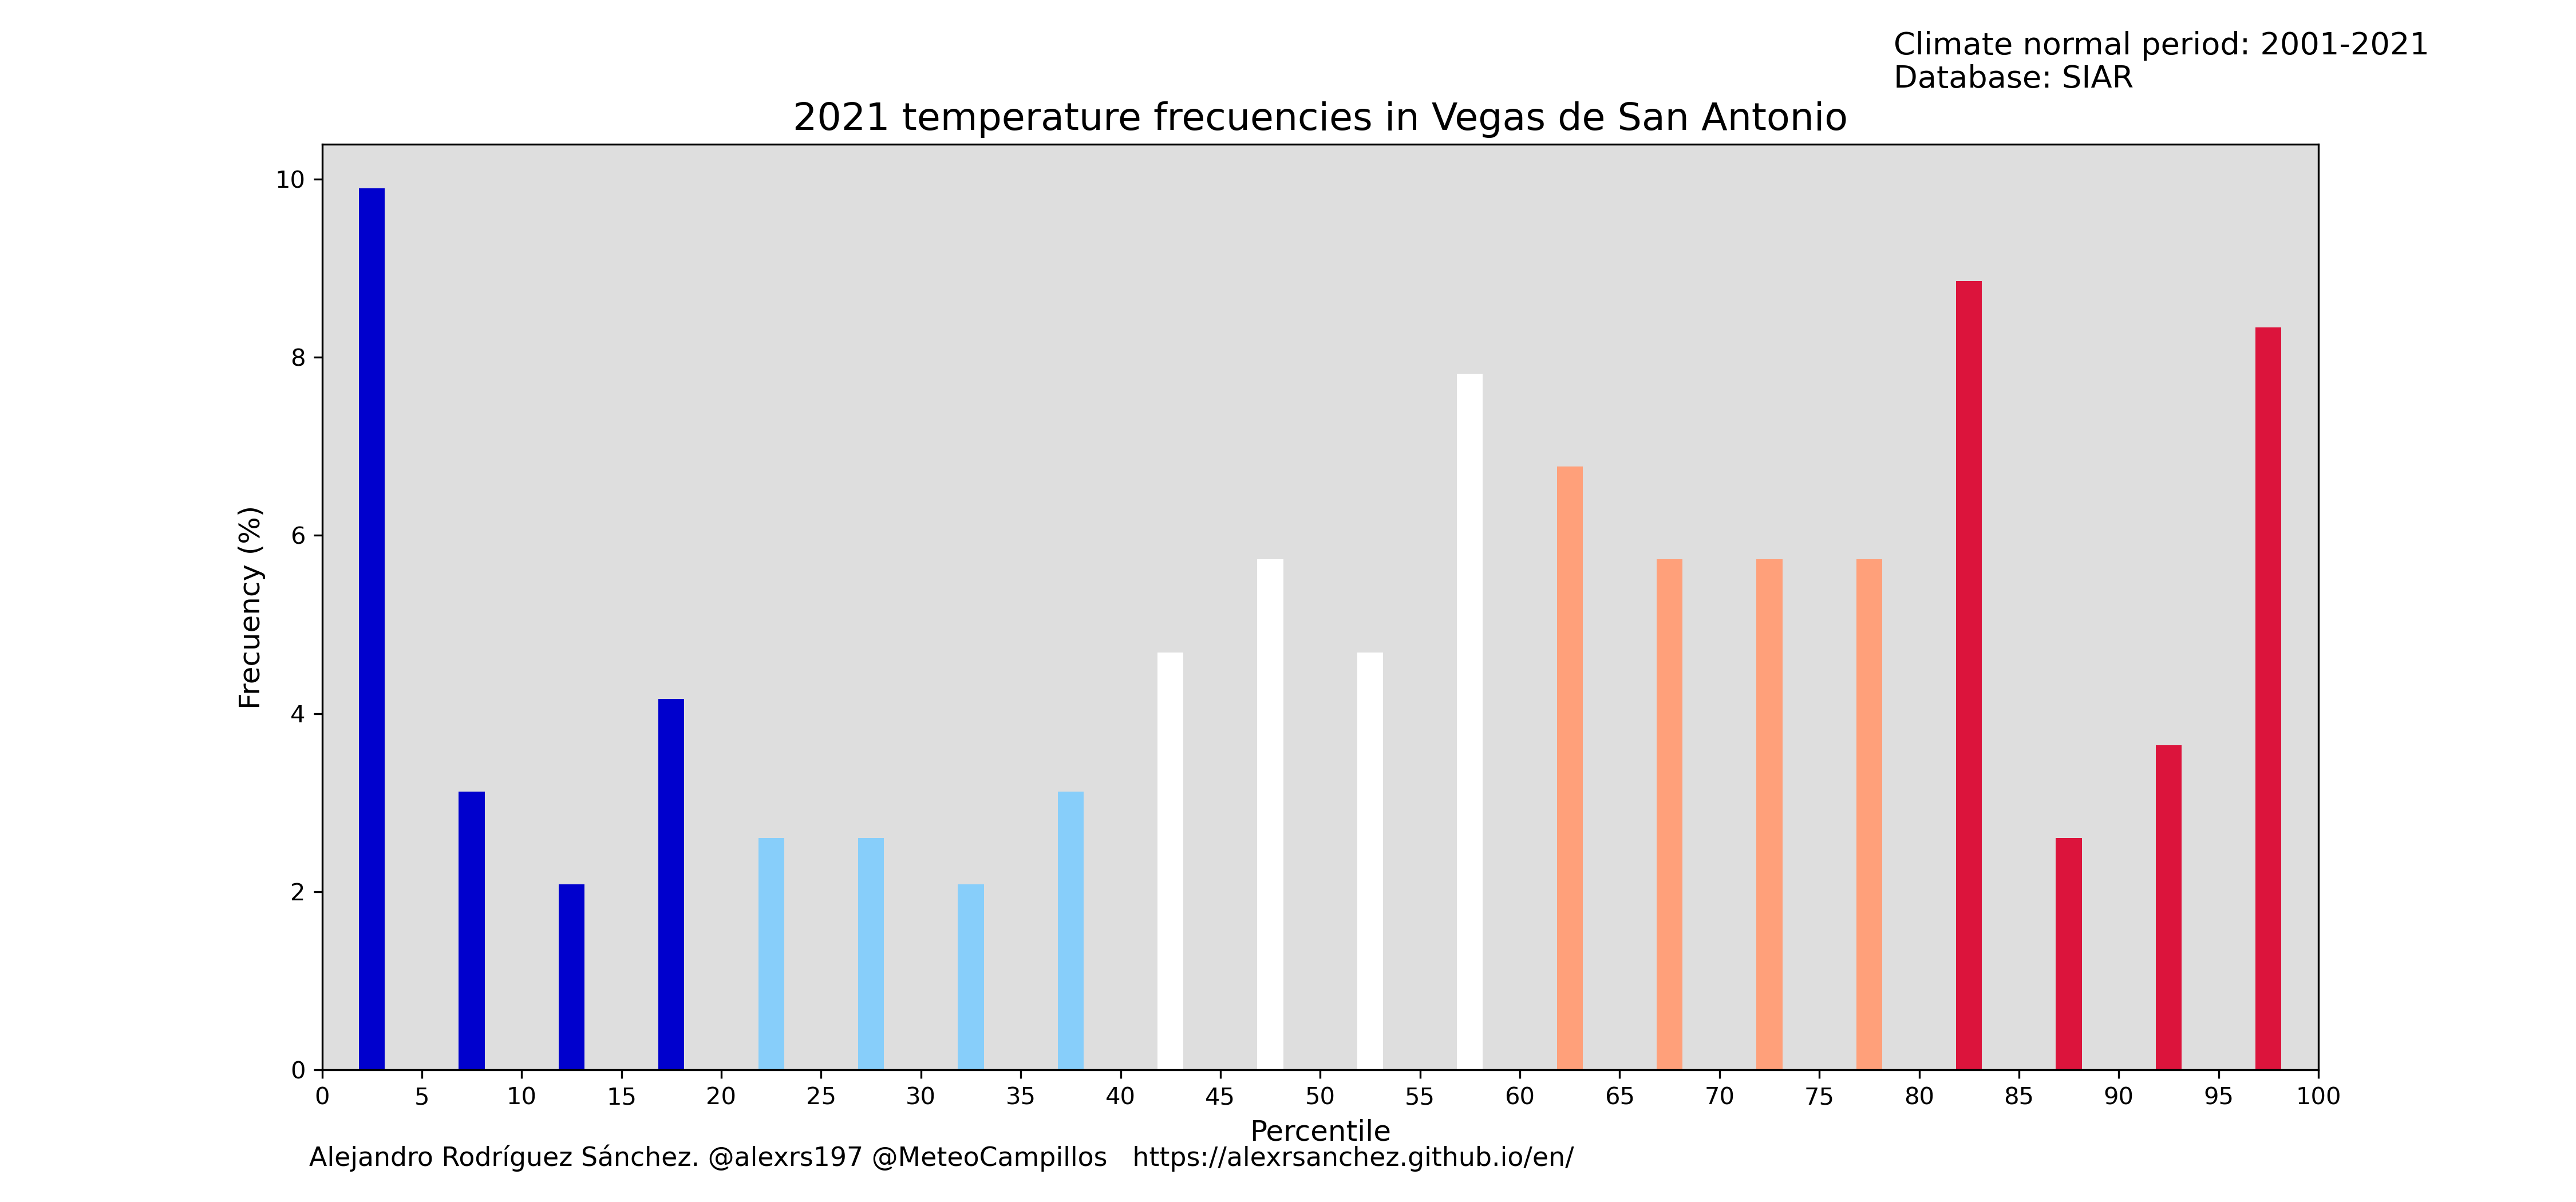 Climate normal period: 2001-2021
Database: SIAR
2021 temperature frecuencies in Vegas de San Antonio
Frecuency (%)
10
8
6
4
2
0
0 5 10 15 20 25 30 35 40 45 50 55 60 65 70 75 80 85 90 95 100
Percentile
Alejandro Rodríguez Sánchez. @alexrs197 @MeteoCampillos https://alexrsanchez.github.io/en/